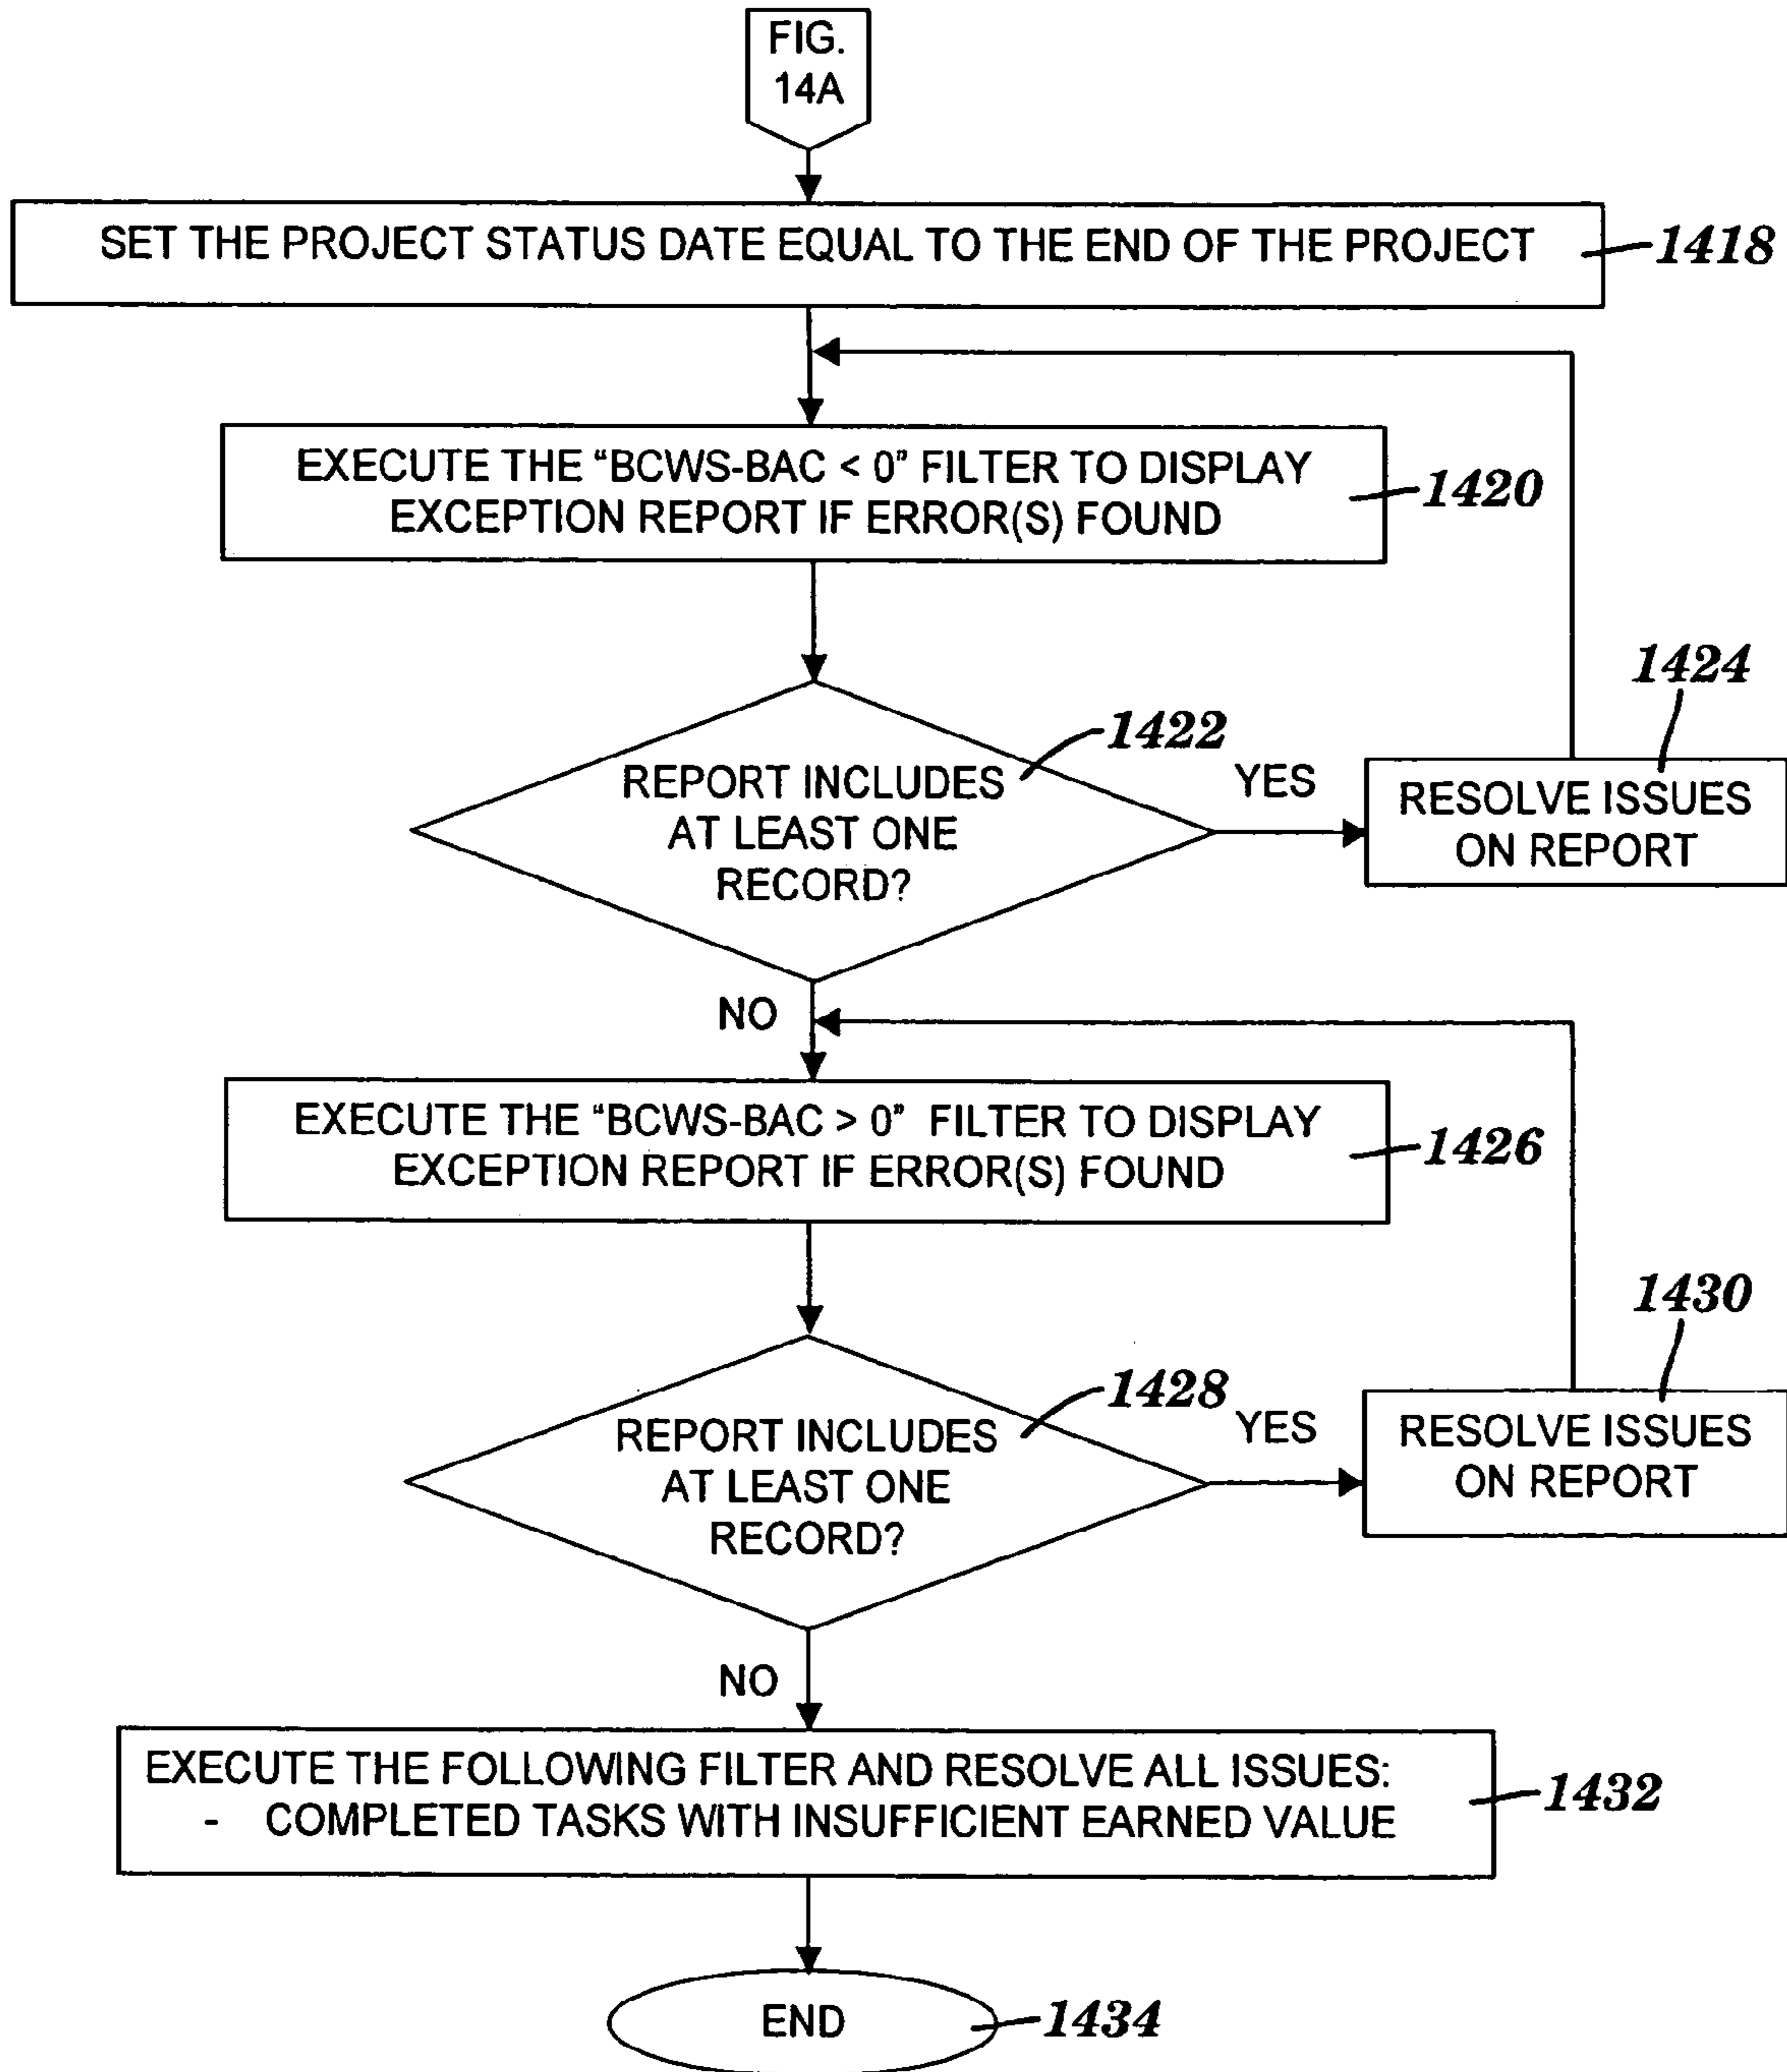 FIG.
14A
SET THE PROJECT STATUS DATE EQUAL TO THE END OF THE PROJECT
1418
EXECUTE THE “BCWS-BAC < 0” FILTER TO DISPLAY
EXCEPTION REPORT IF ERROR(S) FOUND
1420
1422
REPORT INCLUDES
AT LEAST ONE
RECORD?
YES
1424
RESOLVE ISSUES
ON REPORT
NO
EXECUTE THE “BCWS-BAC > 0” FILTER TO DISPLAY
EXCEPTION REPORT IF ERROR(S) FOUND
1426
1428
REPORT INCLUDES
AT LEAST ONE
RECORD?
YES
1430
RESOLVE ISSUES
ON REPORT
NO
EXECUTE THE FOLLOWING FILTER AND RESOLVE ALL ISSUES:
- COMPLETED TASKS WITH INSUFFICIENT EARNED VALUE
1432
END
1434